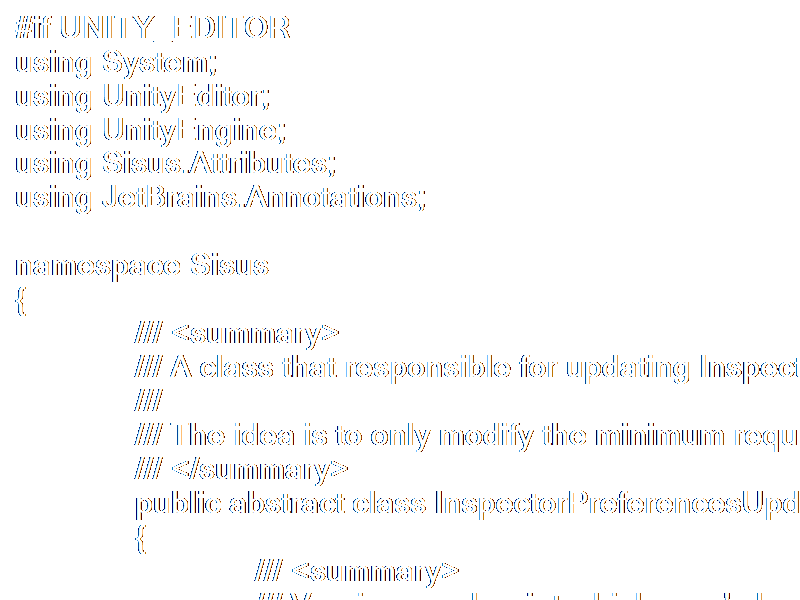 #if UNITY_EDITOR
using System;
using UnityEditor;
using UnityEngine;
using Sisus.Attributes;
using JetBrains.Annotations;
namespace Sisus
{
/// <summary>
/// A class that responsible for updating Inspect
///
/// The idea is to only modify the minimum requ
/// </summary>
public abstract class InspectorPreferencesUpd
{
/// <summary>